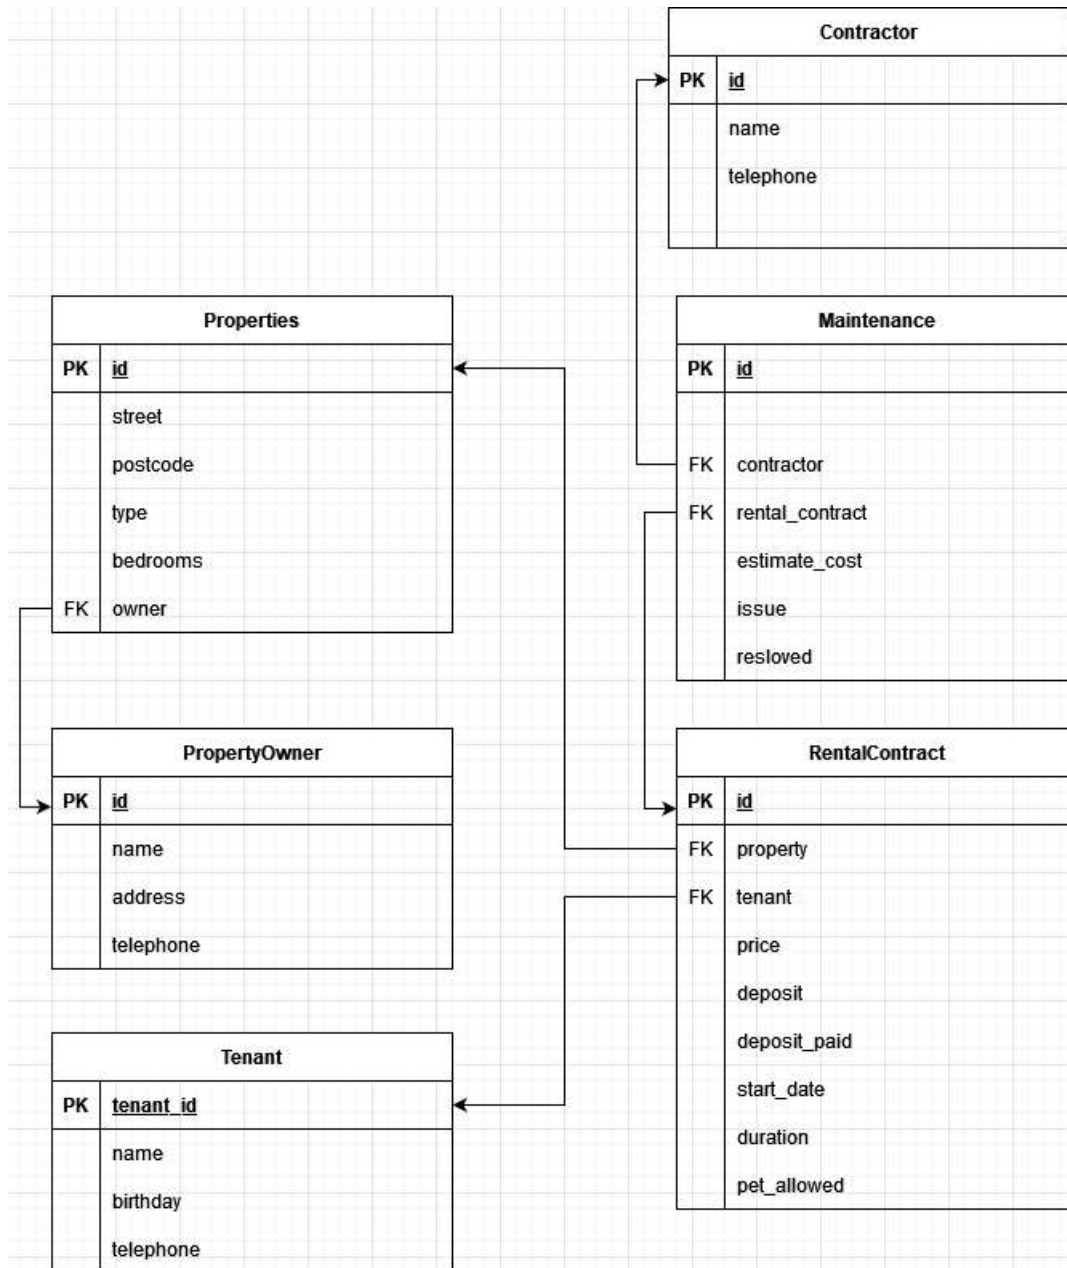 Contractor
PK id
name
telephone
Properties
PK id
street
postcode
type
bedrooms
FK owner
Maintenance
PK id
FK contractor
FK rental_contract
estimate_cost
issue
resloved
PropertyOwner
PK id
name
address
telephone
RentalContract
PK id
FK property
FK tenant
price
deposit
deposit_paid
start_date
duration
pet_allowed
Tenant
PK tenant_id
name
birthday
telephone